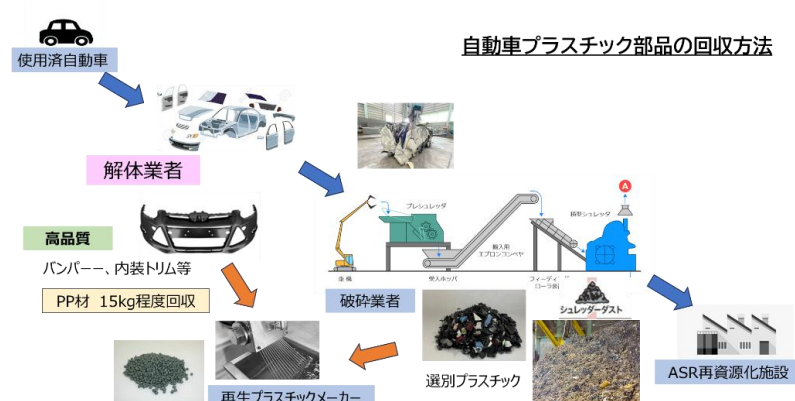 自動車プラスチック部品の回収方法
使用済自動車
解体業者
高品質
バンパーー、内装トリム等
PP材 15kg程度回収
A
プレシュレッダ
横型シュレッダ
搬入用
エプロンコンベヤ
重機
受入ホッパ
フィーディ
ローラ
破砕業者
シュレッダーダスト
選別プラスチック
再生プラスチックメーカー
ASR再資源化施設